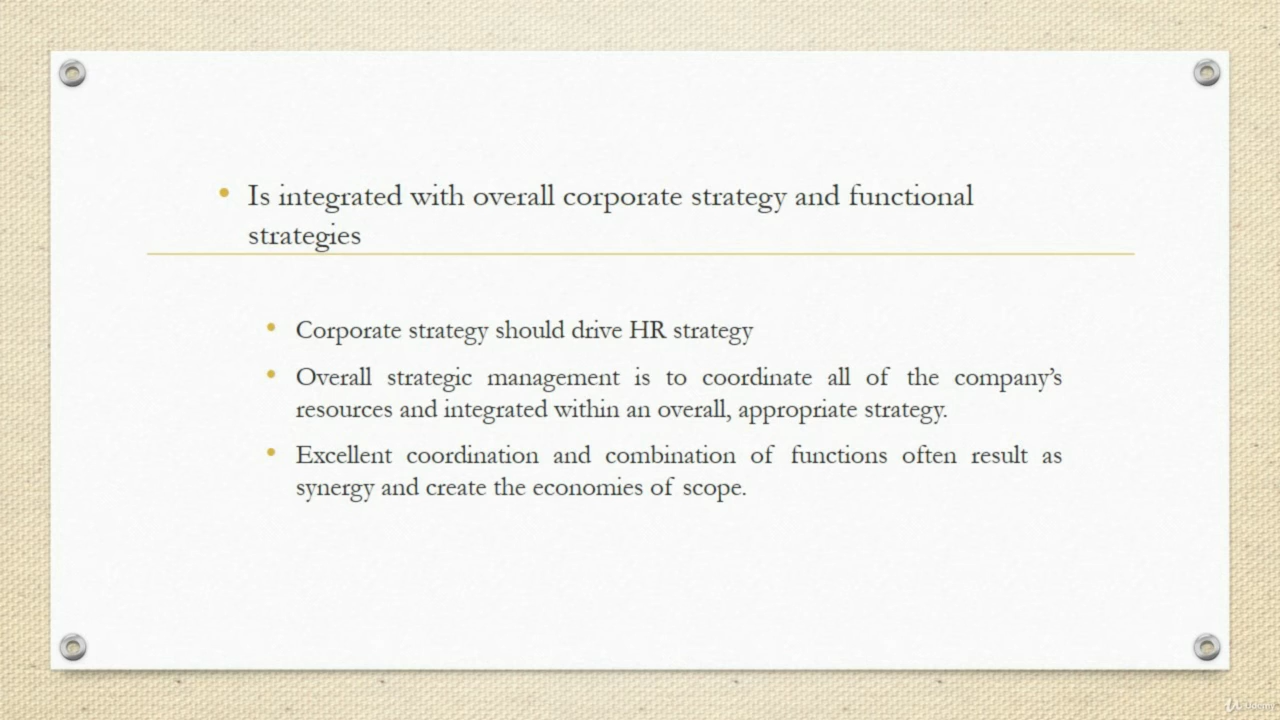 • Is integrated with overall corporate strategy and functional
strategies
• Corporate strategy should drive HR strategy
• Overall strategic management is to coordinate all of the company’s
resources and integrated within an overall, appropriate strategy.
• Excellent coordination and combination of functions often result as
synergy and create the economies of scope.